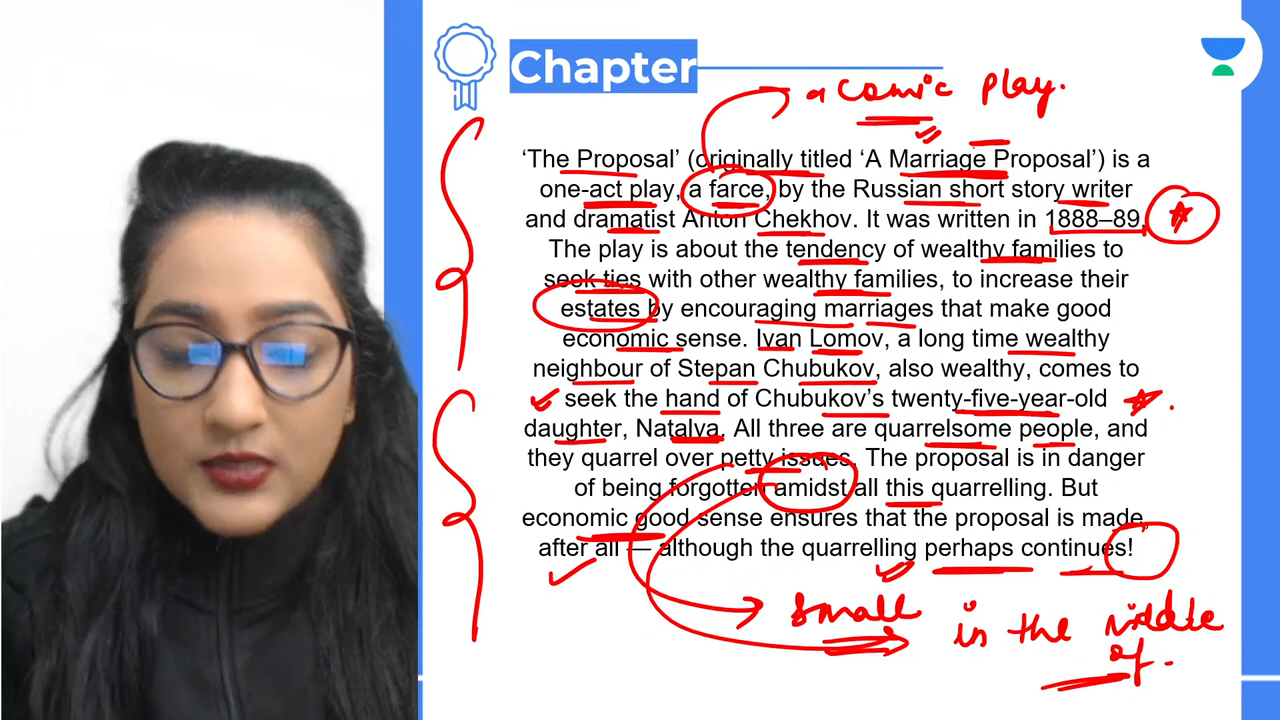 Chapter
a comic play.
‘The Proposal’ (originally titled ‘A Marriage Proposal’) is a
one-act play, a farce, by the Russian short story writer
and dramatist Anton Chekhov. It was written in 1888–89.
The play is about the tendency of wealthy families to
seek ties with other wealthy families, to increase their
estates by encouraging marriages that make good
economic sense. Ivan Lomov, a long time wealthy
neighbour of Stepan Chubukov, also wealthy, comes to
seek the hand of Chubukov’s twenty-five-year-old
daughter, Natalya. All three are quarrelsome people, and
they quarrel over petty issues. The proposal is in danger
of being forgotten amidst all this quarrelling. But
economic good sense ensures that the proposal is made,
after all — although the quarrelling perhaps continues!
small
in the middle
of.